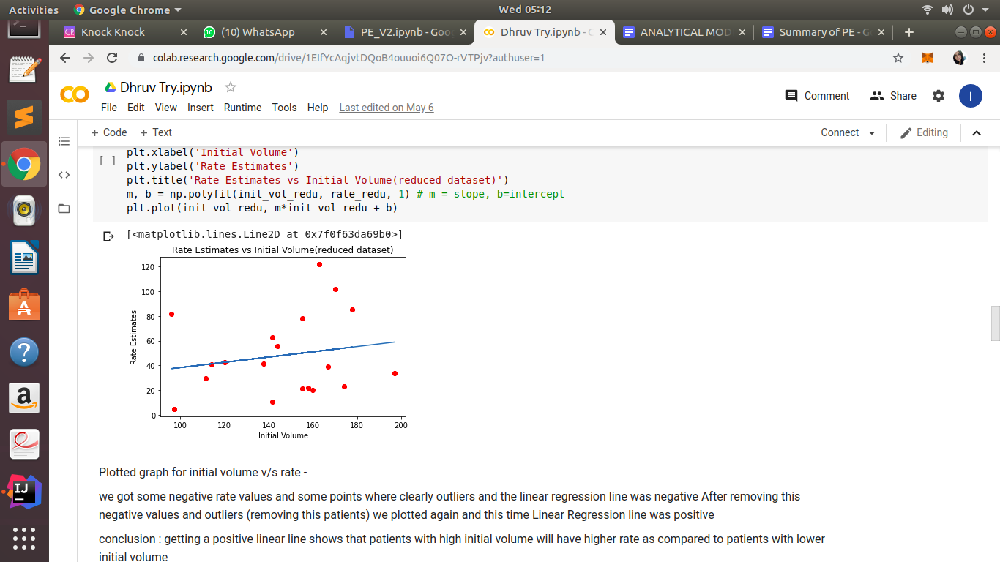 Activities Google Chrome Wed 05:12
Knock Knock (10) WhatsApp PE_V2.ipynb - Goo Dhruv Try.ipynb - C ANALYTICAL MOD Summary of PE - G
colab.research.google.com/drive/1EIfYcAqjvtDQoB4ouuoi6Q07O-rVTPjv?authuser=1
Dhruv Try.ipynb
File Edit View Insert Runtime Tools Help Last edited on May 6
Comment Share I
+ Code + Text Connect Editing
[ ]
plt.xlabel('Initial Volume')
plt.ylabel('Rate Estimates')
plt.title('Rate Estimates vs Initial Volume(reduced dataset)')
m, b = np.polyfit(init_vol_redu, rate_redu, 1) # m = slope, b=intercept
plt.plot(init_vol_redu, m*init_vol_redu + b)
[<matplotlib.lines.Line2D at 0x7f0f63da69b0>]
Rate Estimates vs Initial Volume(reduced dataset)
120
100
80
60
40
20
0
Rate Estimates
100 120 140 160 180 200
Initial Volume
Plotted graph for initial volume v/s rate -
we got some negative rate values and some points where clearly outliers and the linear regression line was negative After removing this
negative values and outliers (removing this patients) we plotted again and this time Linear Regression line was positive
conclusion : getting a positive linear line shows that patients with high initial volume will have higher rate as compared to patients with lower
initial volume